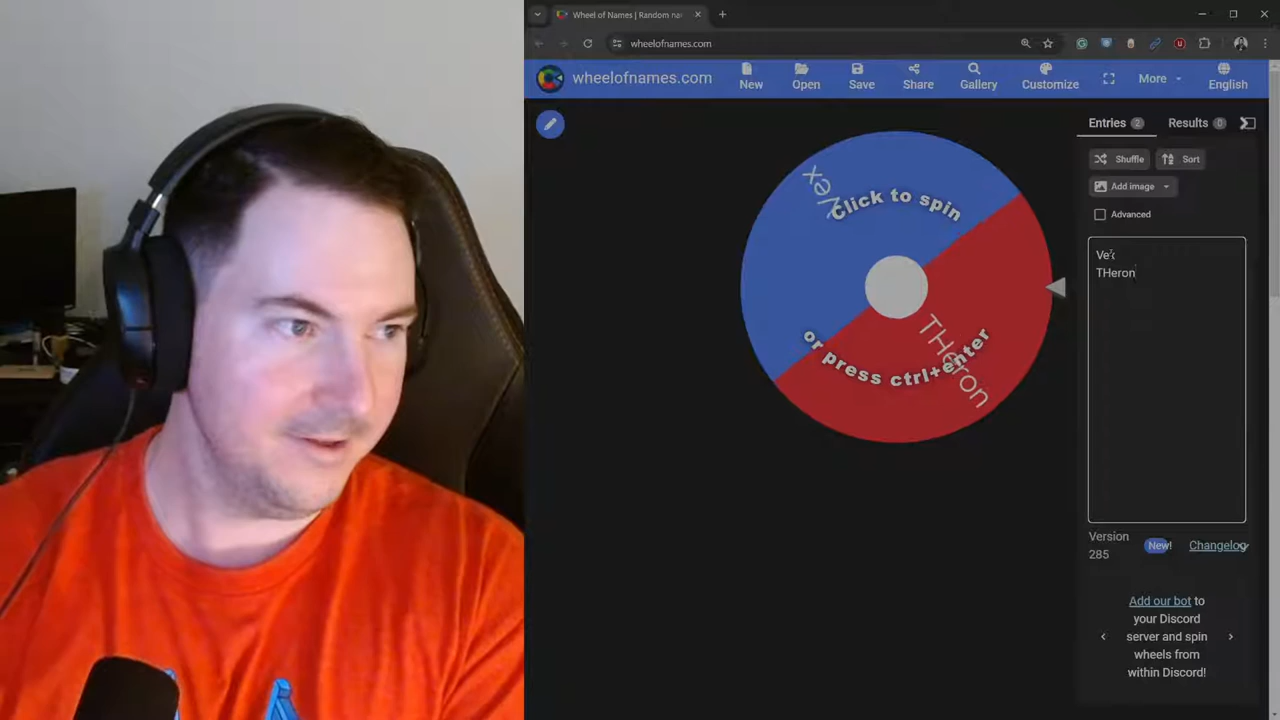 Wheel of Names | Random na
wheelofnames.com
wheelofnames.com
New
Open
Save
Share
Gallery
Customize
More
English
Entries 2
Results 0
Shuffle
Sort
Add image
Advanced
Vex
THeron
Vex
THeron
Click to spin
or press ctrl+enter
Version 285
New!
Changelog
Add our bot to
your Discord
server and spin
wheels from
within Discord!